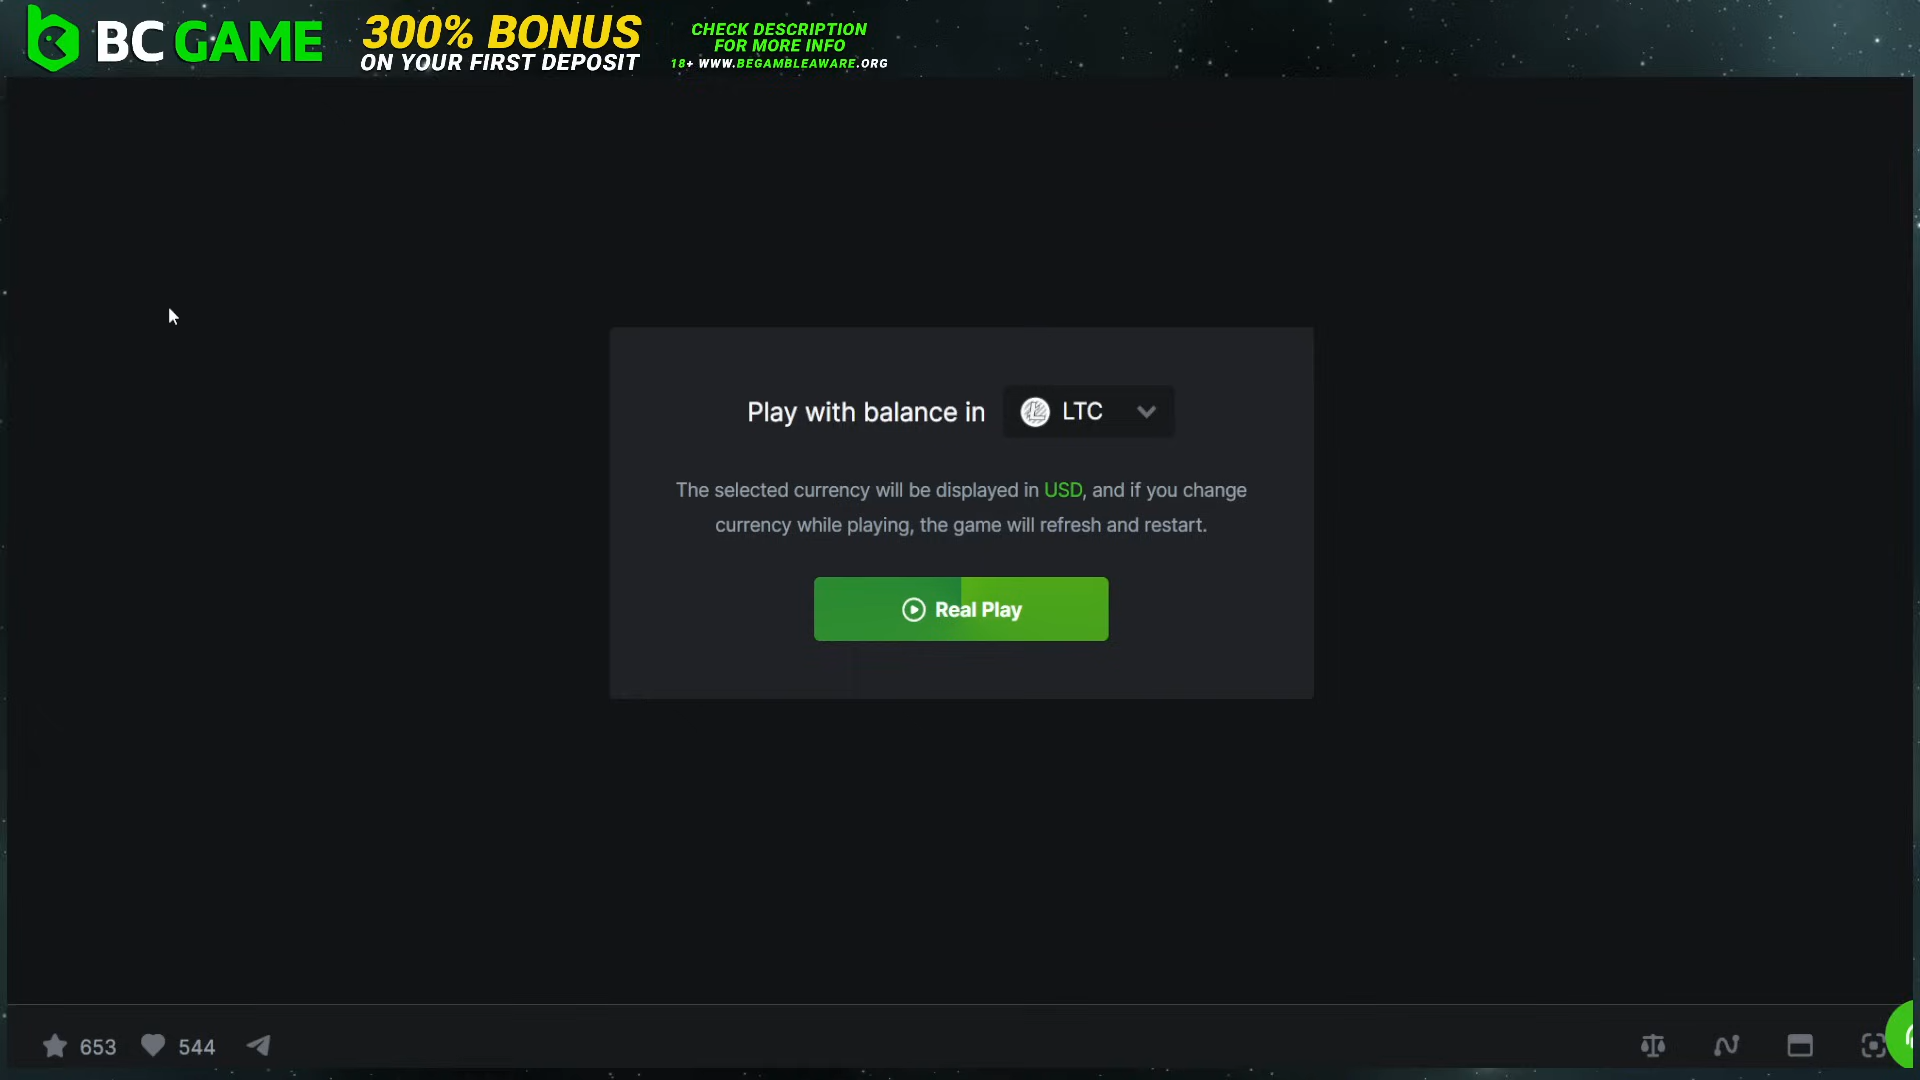 BC GAME
300% BONUS
ON YOUR FIRST DEPOSIT
CHECK DESCRIPTION
FOR MORE INFO
18+ WWW.BEGAMBLEAWARE.ORG
Play with balance in
LTC
The selected currency will be displayed in USD, and if you change
currency while playing, the game will refresh and restart.
Real Play
653
544